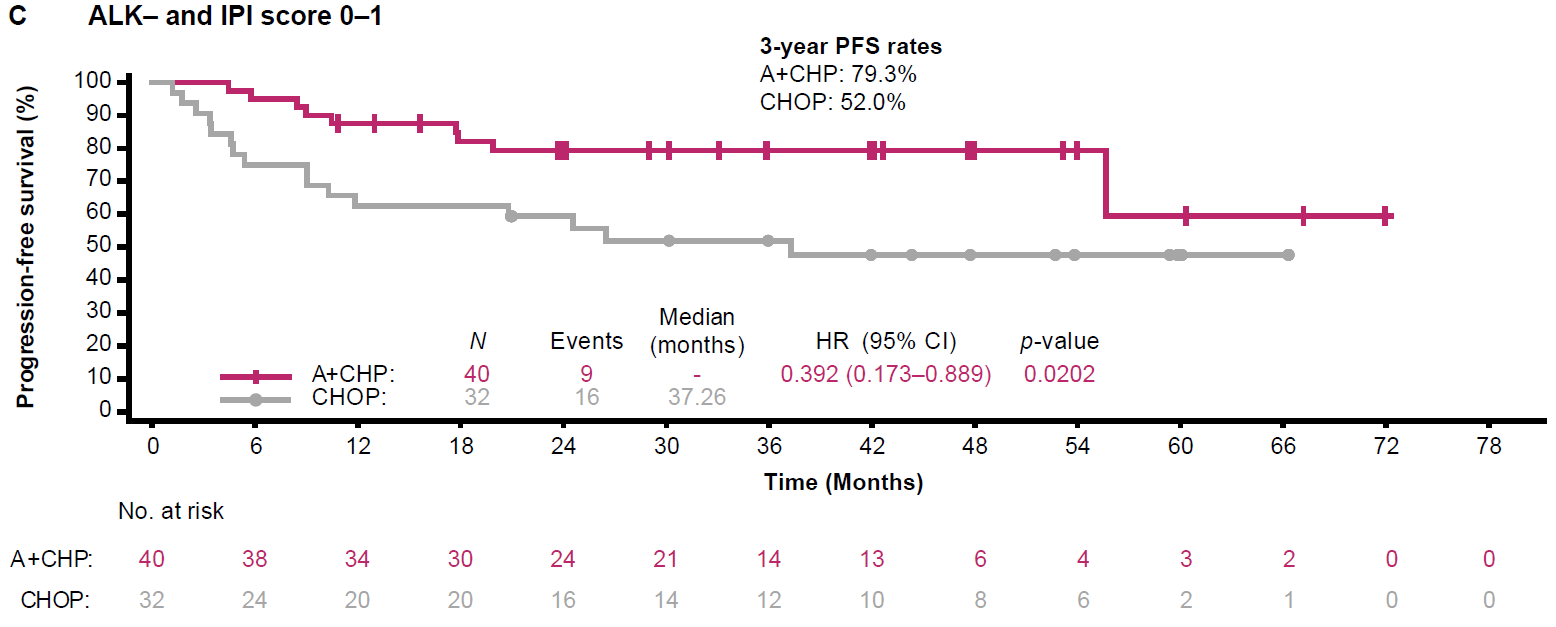 C ALK– and IPI score 0–1
3-year PFS rates
A+CHP: 79.3%
CHOP: 52.0%
Progression-free survival (%)
100
90
80
70
60
50
40
30
20
10
0
N Events Median (months) HR (95% CI) p-value
A+CHP: 40 9 - 0.392 (0.173–0.889) 0.0202
CHOP: 32 16 37.26
0 6 12 18 24 30 36 42 48 54 60 66 72 78
Time (Months)
No. at risk
A+CHP: 40 38 34 30 24 21 14 13 6 4 3 2 0 0
CHOP: 32 24 20 20 16 14 12 10 8 6 2 1 0 0